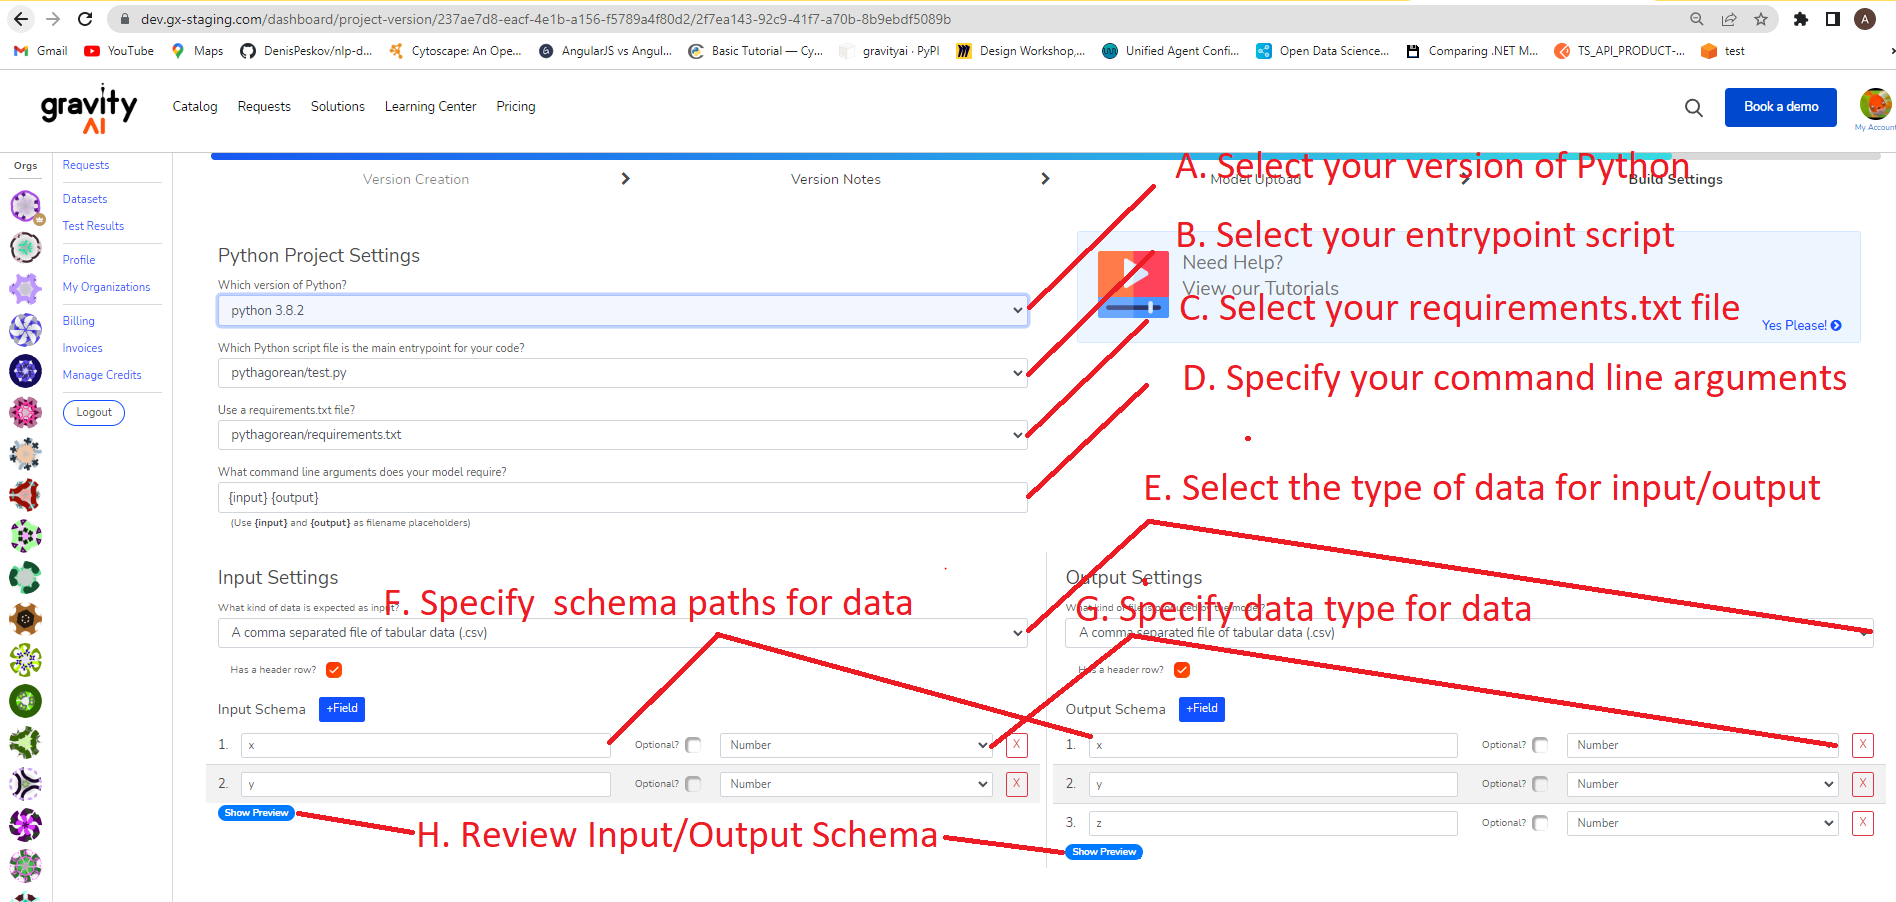 dev.gx-staging.com/dashboard/project-version/237ae7d8-eacf-4e1b-a156-f5789a4f80d2/2f7ea143-92c9-41f7-a70b-8b9ebdf5089b
A
Gmail YouTube Maps DenisPeskov/nlp-d... Cytoscape: An Ope... AngularJS vs Angul... Basic Tutorial — Cy... gravityai · PyPI Design Workshop,... Unified Agent Confi... Open Data Science... Comparing .NET M... TS_API_PRODUCT-... test
gravity
AI
Catalog Requests Solutions Learning Center Pricing
Book a demo
My Account
Orgs
Requests
Datasets
Test Results
Profile
My Organizations
Billing
Invoices
Manage Credits
Logout
Version Creation Version Notes Model Upload Build Settings
A. Select your version of Python
B. Select your entrypoint script
C. Select your requirements.txt file
D. Specify your command line arguments
E. Select the type of data for input/output
Need Help?
View our Tutorials
Yes Please!
Python Project Settings
Which version of Python?
python 3.8.2
Which Python script file is the main entrypoint for your code?
pythagorean/test.py
Use a requirements.txt file?
pythagorean/requirements.txt
What command line arguments does your model require?
{input} {output}
(Use {input} and {output} as filename placeholders)
Input Settings
What kind of data is expected as input?
F. Specify schema paths for data
A comma separated file of tabular data (.csv)
Has a header row?
Input Schema +Field
1. x Optional? Number X
2. y Optional? Number X
Show Preview
Output Settings
What kind of file is produced by the model?
G. Specify data type for data
A comma separated file of tabular data (.csv)
Has a header row?
Output Schema +Field
1. x Optional? Number X
2. y Optional? Number X
3. z Optional? Number X
Show Preview
H. Review Input/Output Schema